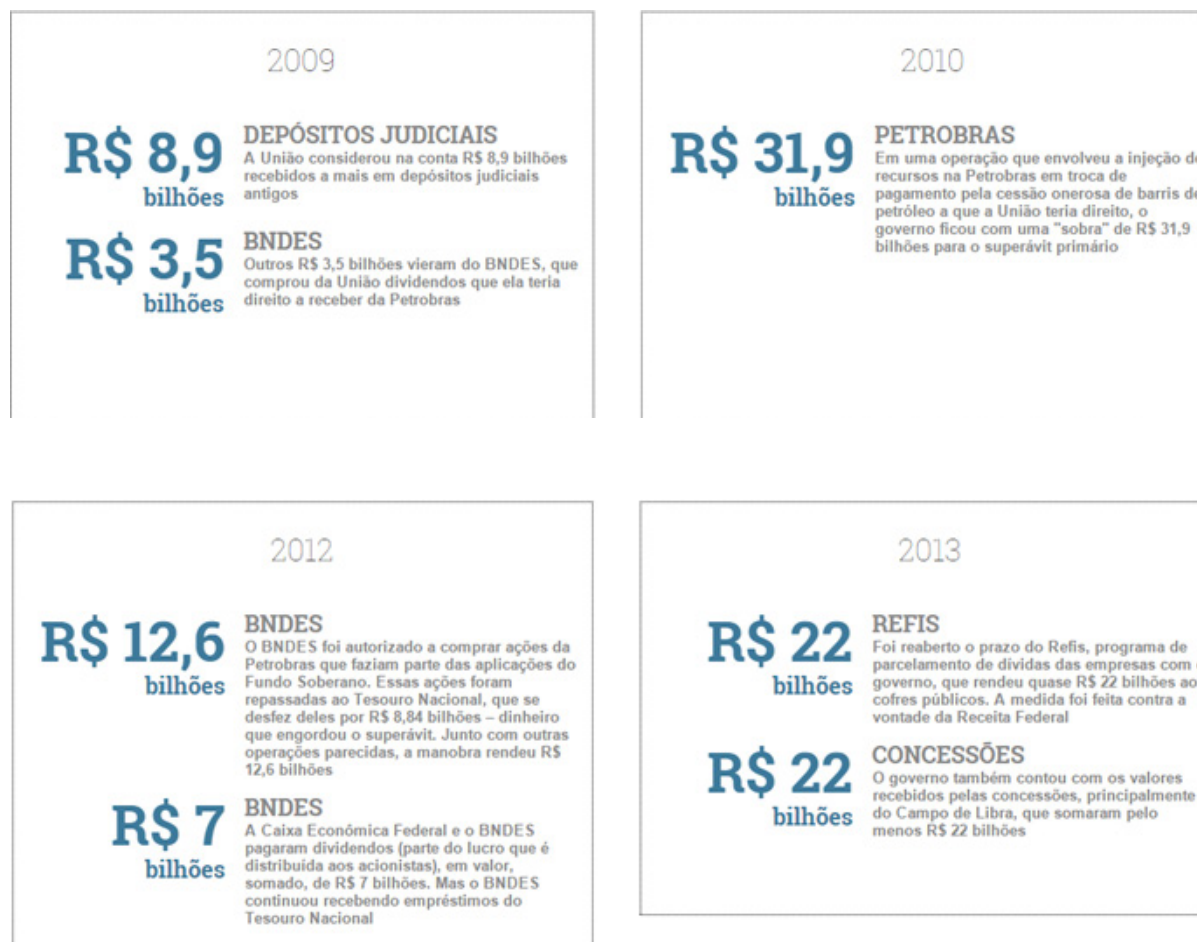 2009
R$ 8,9
bilhões
DEPÓSITOS JUDICIAIS
A União considerou na conta R$ 8,9 bilhões
recebidos a mais em depósitos judiciais
antigos
R$ 3,5
bilhões
BNDES
Outros R$ 3,5 bilhões vieram do BNDES, que
comprou da União dividendos que ela teria
direito a receber da Petrobras
2010
R$ 31,9
bilhões
PETROBRAS
Em uma operação que envolveu a injeção de
recursos na Petrobras em troca de
pagamento pela cessão onerosa de barris de
petróleo a que a União teria direito, o
governo ficou com uma "sobra" de R$ 31,9
bilhões para o superávit primário
2012
R$ 12,6
bilhões
BNDES
O BNDES foi autorizado a comprar ações da
Petrobras que faziam parte das aplicações do
Fundo Soberano. Essas ações foram
repassadas ao Tesouro Nacional, que se
desfez deles por R$ 8,84 bilhões – dinheiro
que engordou o superávit. Junto com outras
operações parecidas, a manobra rendeu R$
12,6 bilhões
R$ 7
bilhões
BNDES
A Caixa Econômica Federal e o BNDES
pagaram dividendos (parte do lucro que é
distribuída aos acionistas), em valor,
somado, de R$ 7 bilhões. Mas o BNDES
continuou recebendo empréstimos do
Tesouro Nacional
2013
R$ 22
bilhões
REFIS
Foi reaberto o prazo do Refis, programa de
parcelamento de dívidas das empresas com
governo, que rendeu quase R$ 22 bilhões ao
cofres públicos. A medida foi feita contra a
vontade da Receita Federal
R$ 22
bilhões
CONCESSÕES
O governo também contou com os valores
recebidos pelas concessões, principalmente
do Campo de Libra, que somaram pelo
menos R$ 22 bilhões